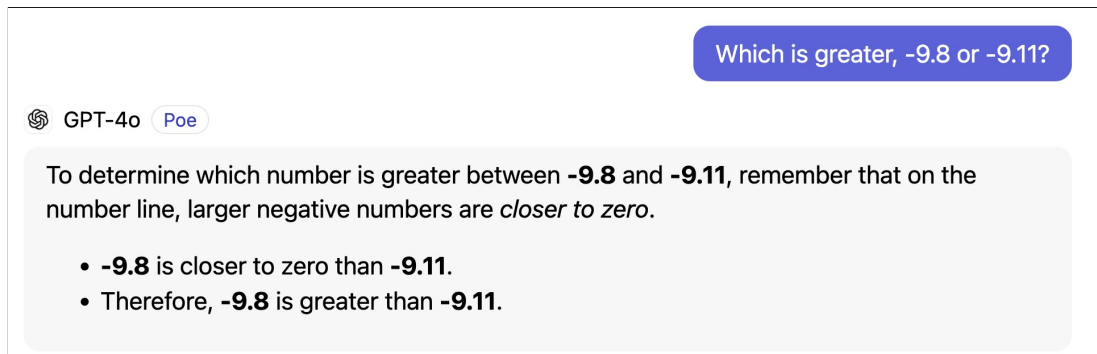 Which is greater, -9.8 or -9.11?
GPT-4o Poe
To determine which number is greater between -9.8 and -9.11, remember that on the
number line, larger negative numbers are closer to zero.
• -9.8 is closer to zero than -9.11.
• Therefore, -9.8 is greater than -9.11.